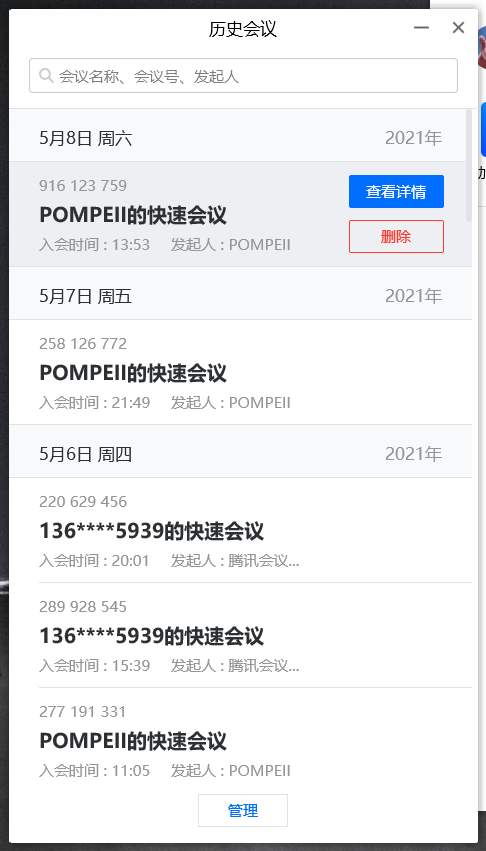 历史会议
会议名称、会议号、发起人
5月8日 周六 2021年
916 123 759
查看详情
POMPEII的快速会议
删除
入会时间 : 13:53 发起人 : POMPEII
5月7日 周五 2021年
258 126 772
POMPEII的快速会议
入会时间 : 21:49 发起人 : POMPEII
5月6日 周四 2021年
220 629 456
136****5939的快速会议
入会时间 : 20:01 发起人 : 腾讯会议...
289 928 545
136****5939的快速会议
入会时间 : 15:39 发起人 : 腾讯会议...
277 191 331
POMPEII的快速会议
入会时间 : 11:05 发起人 : POMPEII
管理